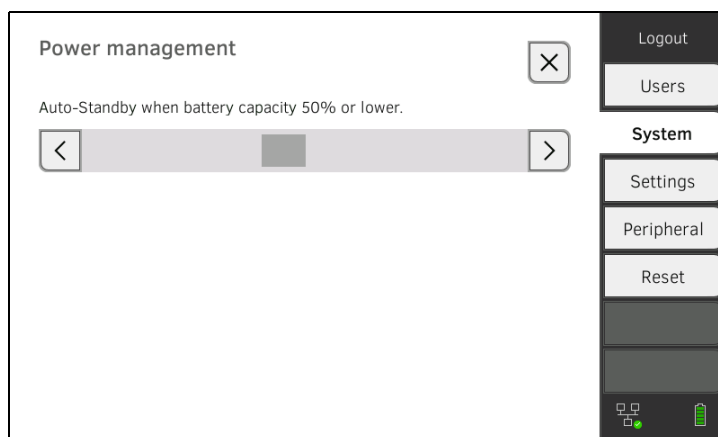 Power management
Auto-Standby when battery capacity 50% or lower.
Logout
Users
System
Settings
Peripheral
Reset